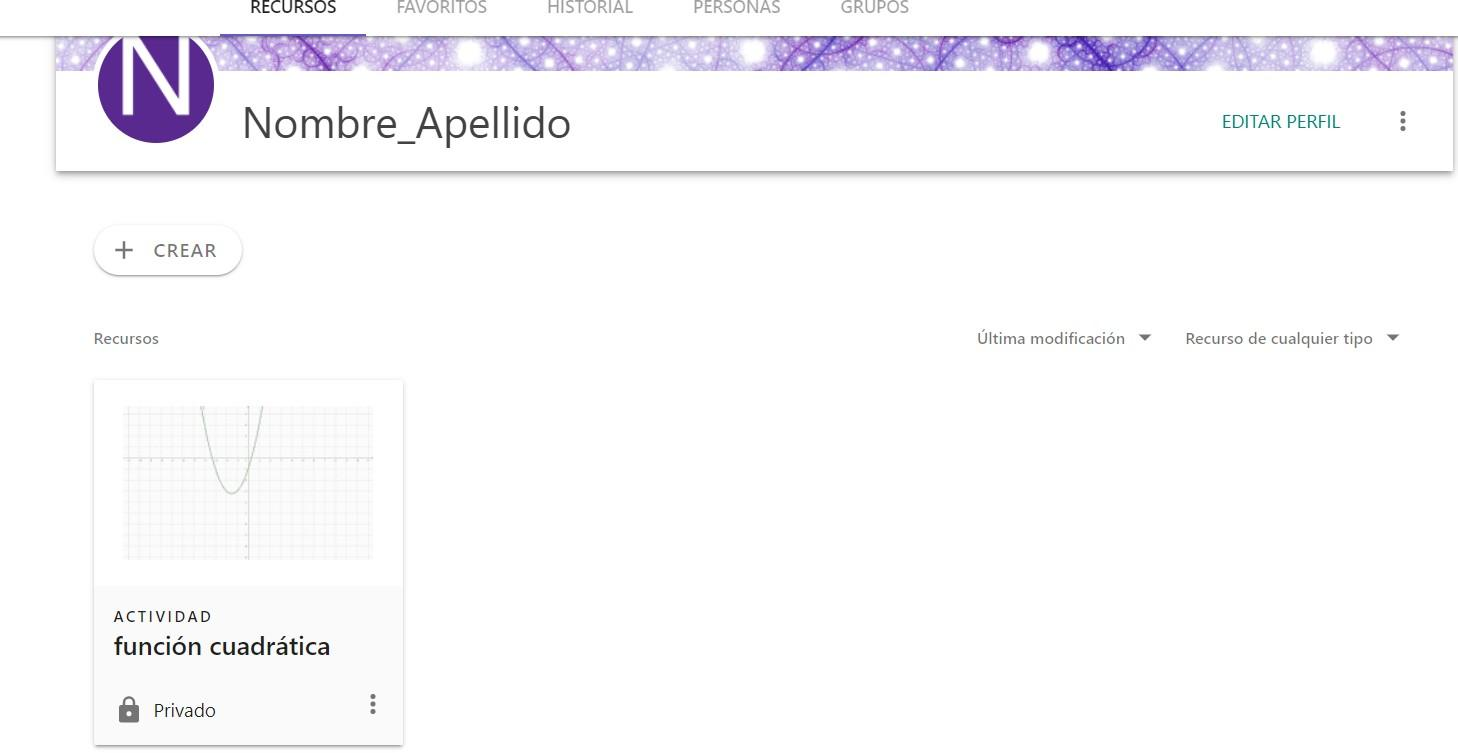 RECURSOS FAVORITOS HISTORIAL PERSONAS GRUPOS
N
Nombre_Apellido
EDITAR PERFIL
+ CREAR
Recursos
Última modificación
Recurso de cualquier tipo
ACTIVIDAD
función cuadrática
Privado